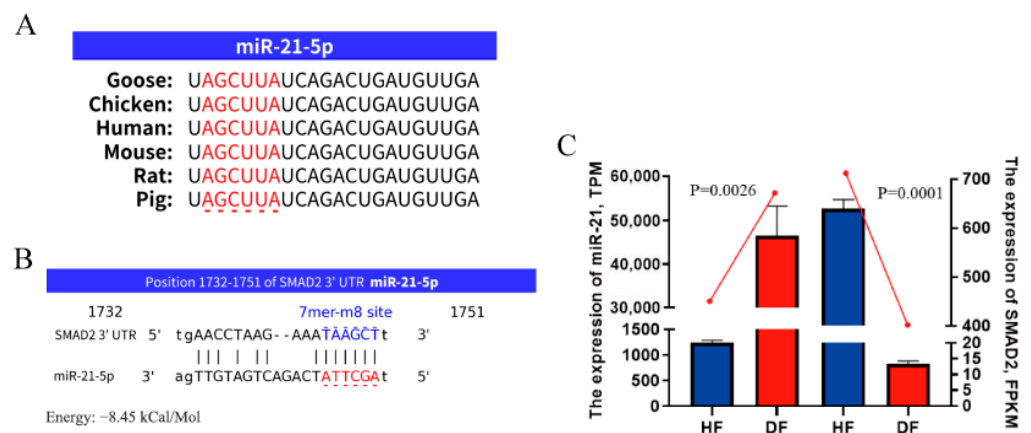 A
miR-21-5p
Goose: UAGCUUAUCAGACUGAUGUUGA
Chicken: UAGCUUAUCAGACUGAUGUUGA
Human: UAGCUUAUCAGACUGAUGUUGA
Mouse: UAGCUUAUCAGACUGAUGUUGA
Rat: UAGCUUAUCAGACUGAUGUUGA
Pig: UAGCUUAUCAGACUGAUGUUGA
B
Position 1732-1751 of SMAD2 3' UTR miR-21-5p
1732 7mer-m8 site 1751
SMAD2 3' UTR 5' tgAACCTAAG--AAATAAGCTt 3'
miR-21-5p 3' agTTGTAGTCAGACTATTCGAt 5'
Energy: −8.45 kCal/Mol
C
The expression of miR-21, TPM
60,000
50,000
40,000
30,000
1500
1000
500
0
P=0.0026
P=0.0001
700
600
500
400
20
15
10
5
0
The expression of SMAD2, FPKM
HF DF HF DF